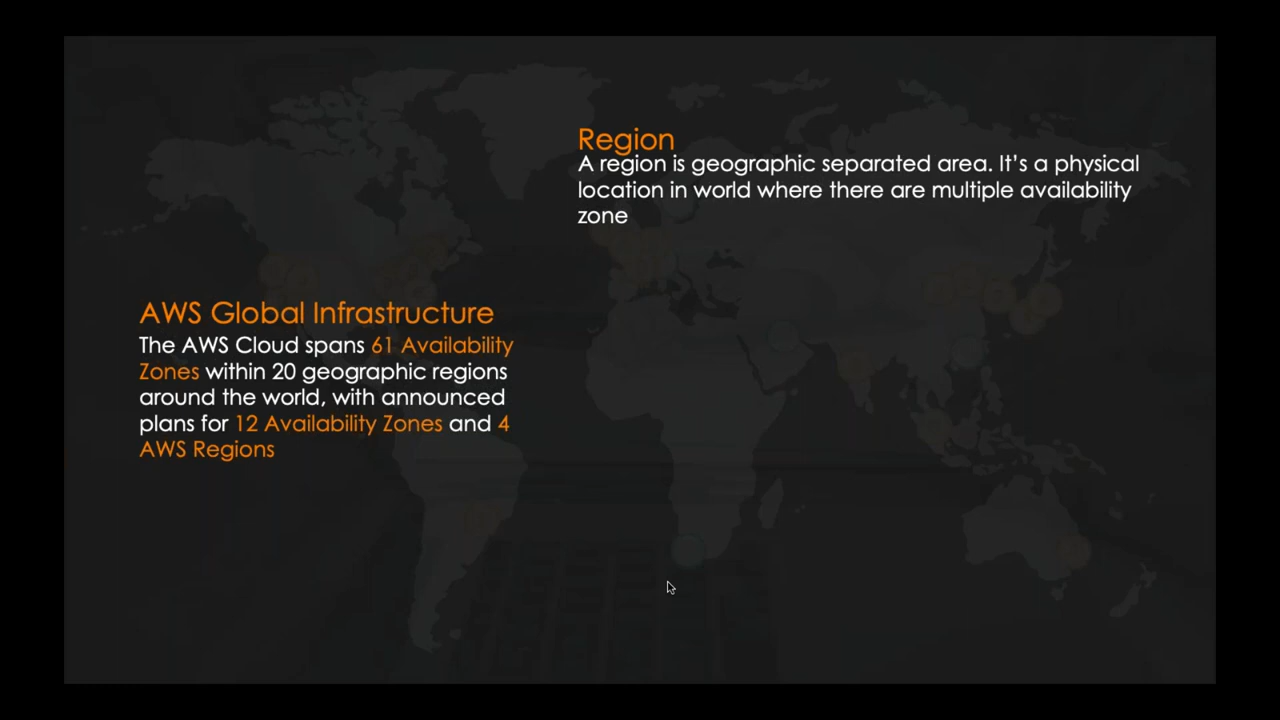 Region
A region is geographic separated area. It's a physical
location in world where there are multiple availability
zone
AWS Global Infrastructure
The AWS Cloud spans 61 Availability
Zones within 20 geographic regions
around the world, with announced
plans for 12 Availability Zones and 4
AWS Regions